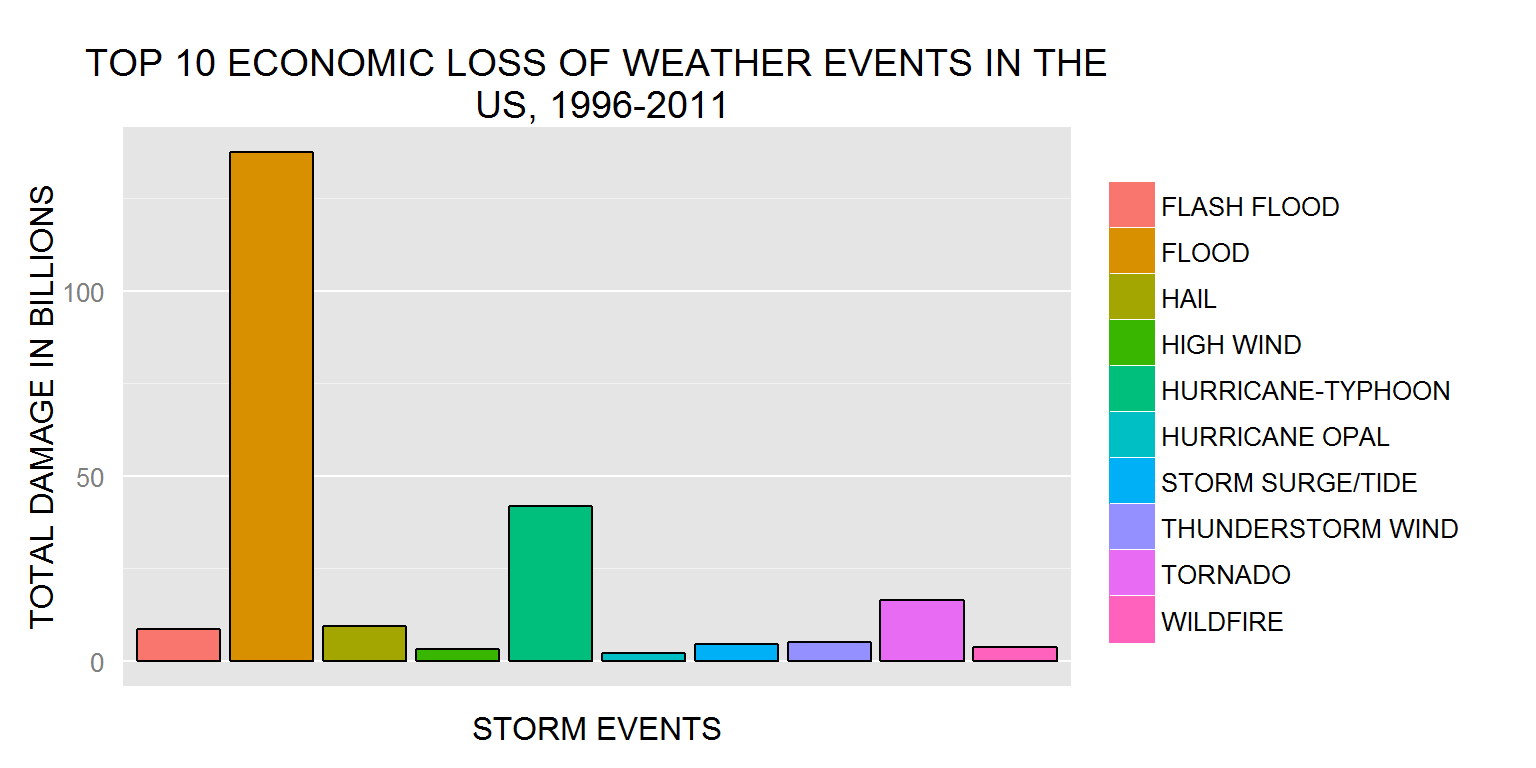 TOP 10 ECONOMIC LOSS OF WEATHER EVENTS IN THE
US, 1996-2011
TOTAL DAMAGE IN BILLIONS
100
50
0
STORM EVENTS
FLASH FLOOD
FLOOD
HAIL
HIGH WIND
HURRICANE-TYPHOON
HURRICANE OPAL
STORM SURGE/TIDE
THUNDERSTORM WIND
TORNADO
WILDFIRE